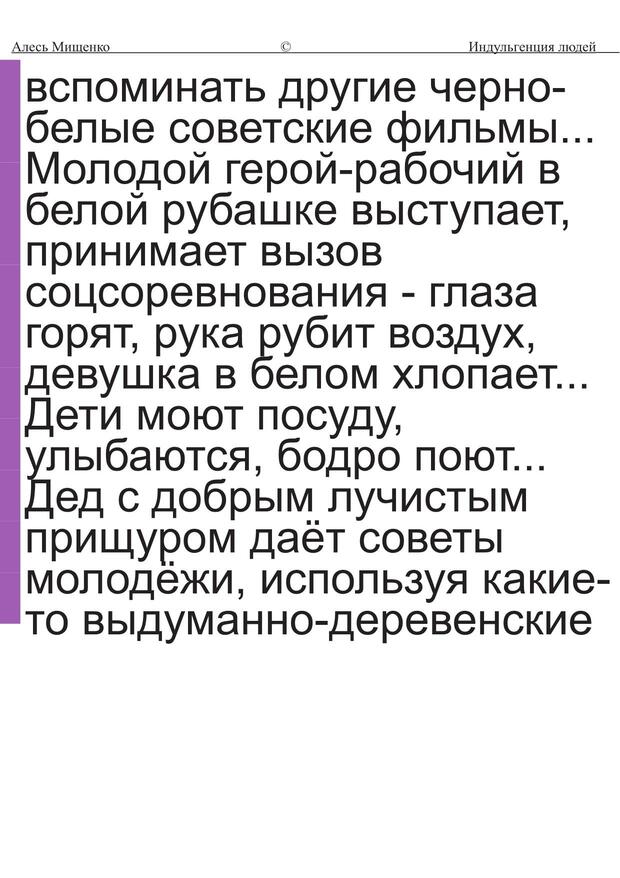 Алесь Мищенко © Индульгенция людей
вспоминать другие черно-
белые советские фильмы...
Молодой герой-рабочий в
белой рубашке выступает,
принимает вызов
соцсоревнования - глаза
горят, рука рубит воздух,
девушка в белом хлопает...
Дети моют посуду,
улыбаются, бодро поют...
Дед с добрым лучистым
прищуром даёт советы
молодёжи, используя какие-
то выдуманно-деревенские